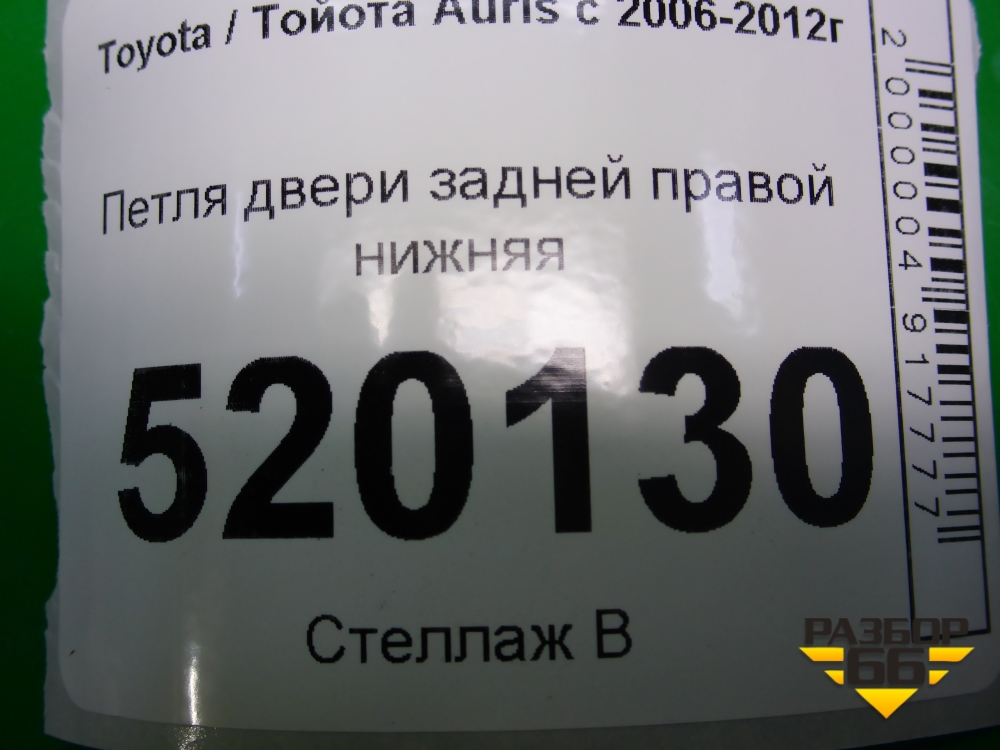 Toyota / Тойота Auris с 2006-2012г
Петля двери задней правой
нижняя
520130
Стеллаж В
2000004917777
РАЗБОР
66